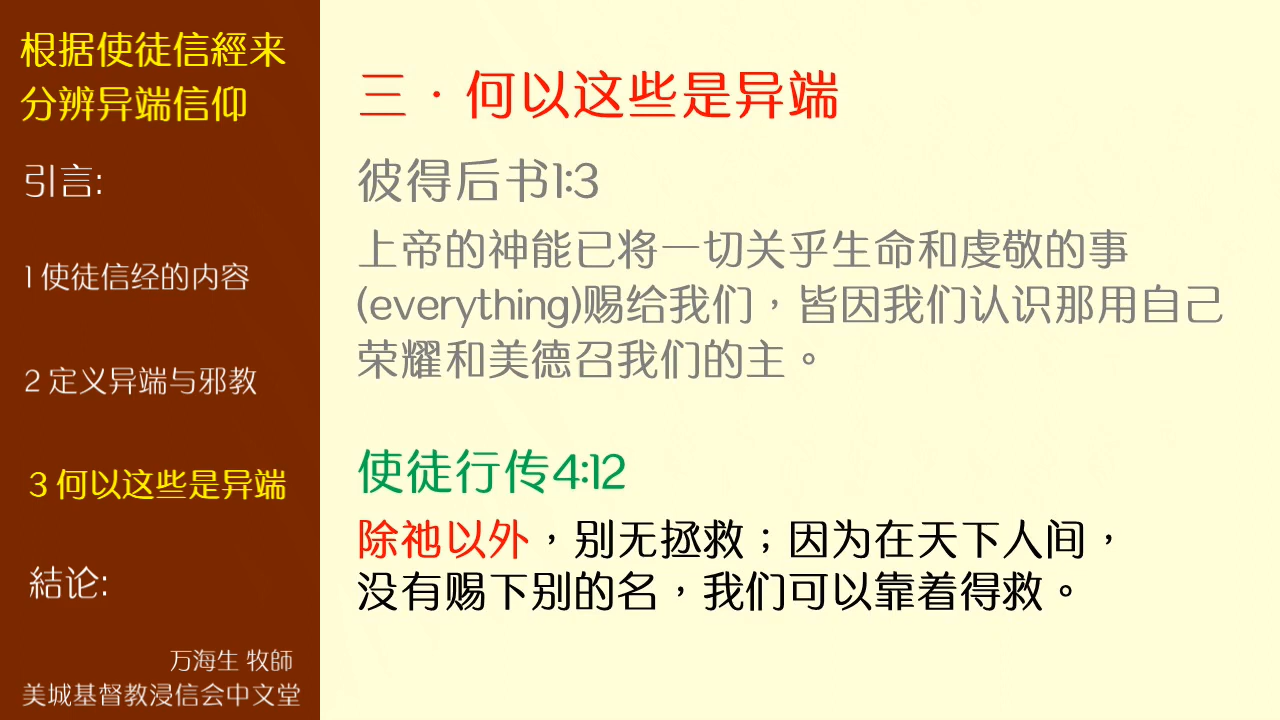 根据使徒信經来
分辨异端信仰
引言:
1 使徒信经的内容
2 定义异端与邪教
3 何以这些是异端
結论:
万海生 牧師
美城基督教浸信会中文堂
三．何以这些是异端
彼得后书1:3
上帝的神能已将一切关乎生命和虔敬的事
(everything)赐给我们，皆因我们认识那用自己
荣耀和美德召我们的主。
使徒行传4:12
除祂以外，别无拯救；因为在天下人间，
没有赐下别的名，我们可以靠着得救。